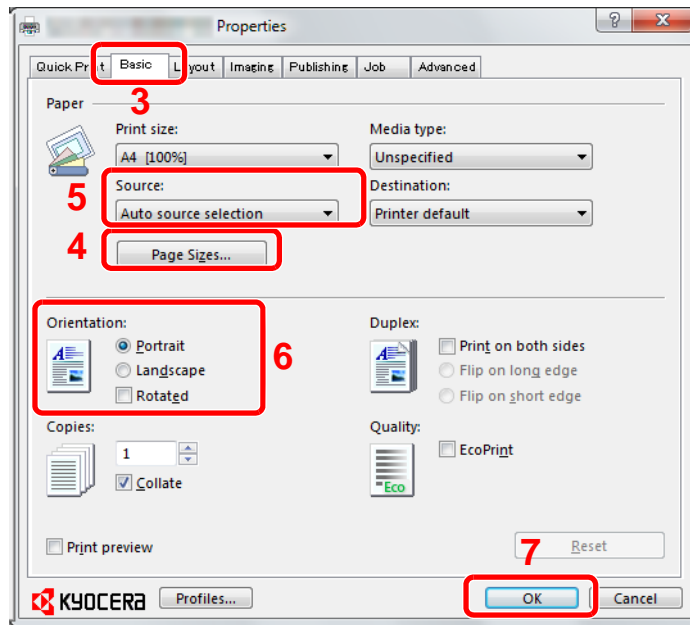 Properties
Quick Print Basic Layout Imaging Publishing Job Advanced
3
Paper
Print size:
Media type:
A4 [100%]
Unspecified
5
Source:
Destination:
Auto source selection
Printer default
4
Page Sizes...
Orientation:
Duplex:
Portrait
Print on both sides
6
Landscape
Flip on long edge
Rotated
Flip on short edge
Copies:
Quality:
1
EcoPrint
Collate
Eco
7
Print preview
Reset
KYOCERA
Profiles...
OK
Cancel